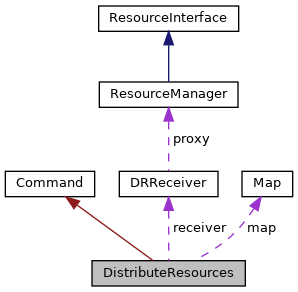 ResourceInterface
ResourceManager
proxy
Command
DRReceiver
Map
receiver
map
DistributeResources